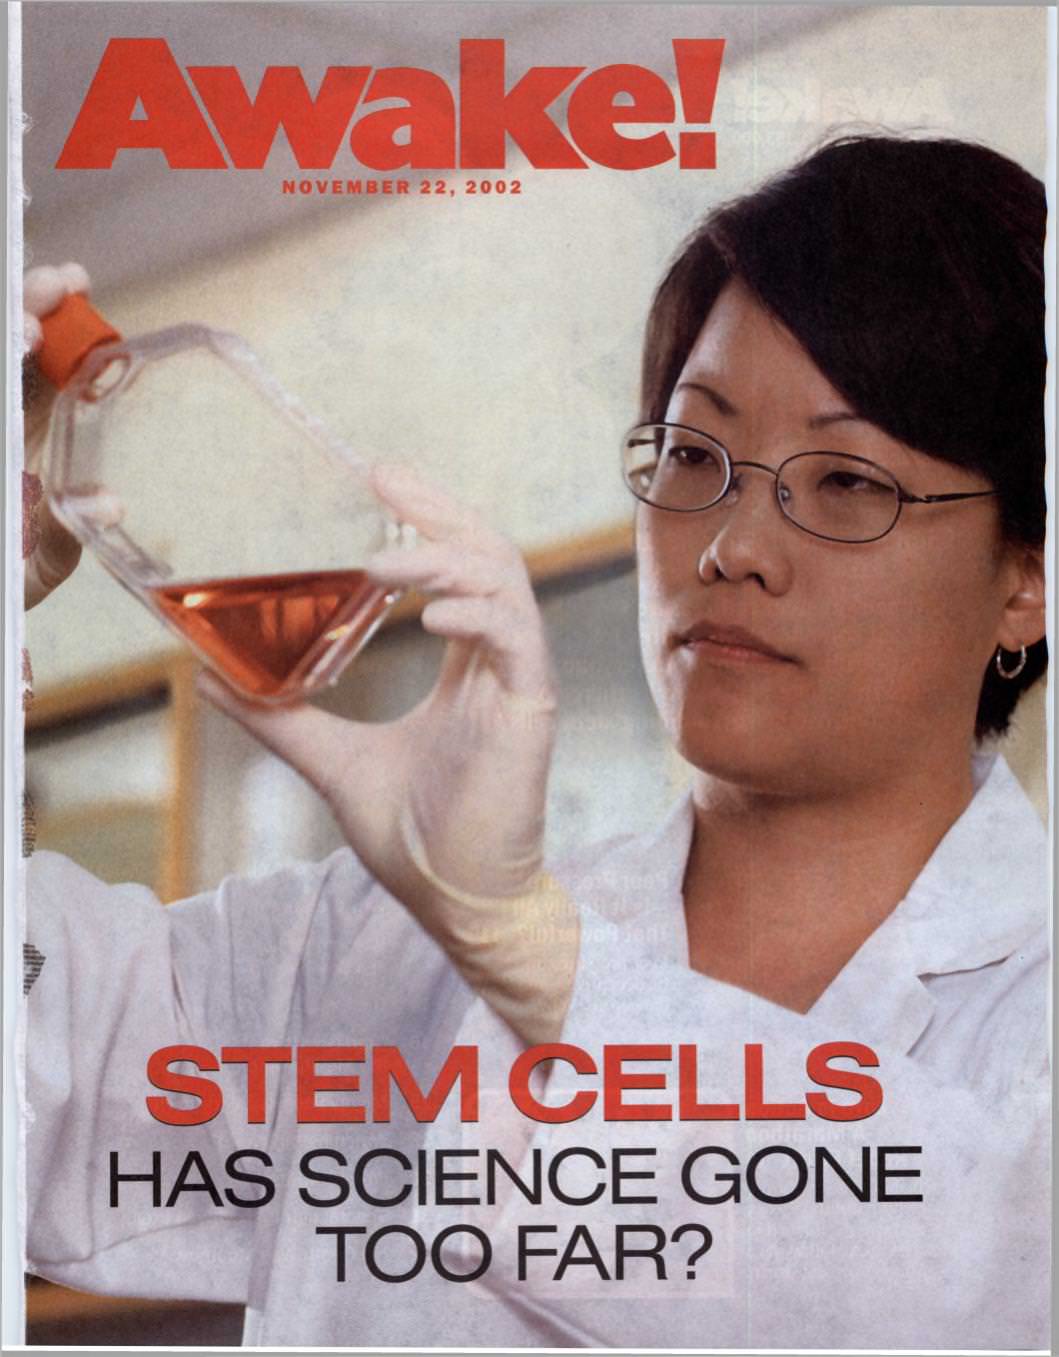 Awake!
NOVEMBER 22, 2002
STEM CELLS
HAS SCIENCE GONE
TOO FAR?